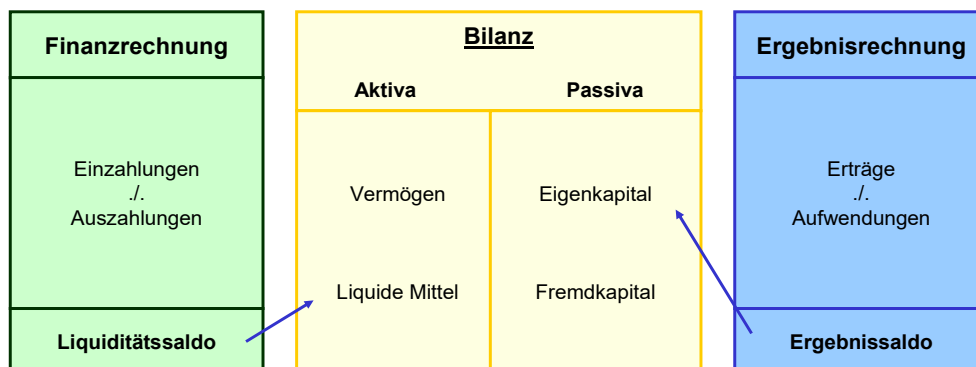 Finanzrechnung
Einzahlungen
./.
Auszahlungen
Liquiditätssaldo
Bilanz
Aktiva
Passiva
Vermögen
Eigenkapital
Liquide Mittel
Fremdkapital
Ergebnisrechnung
Erträge
./.
Aufwendungen
Ergebnissaldo